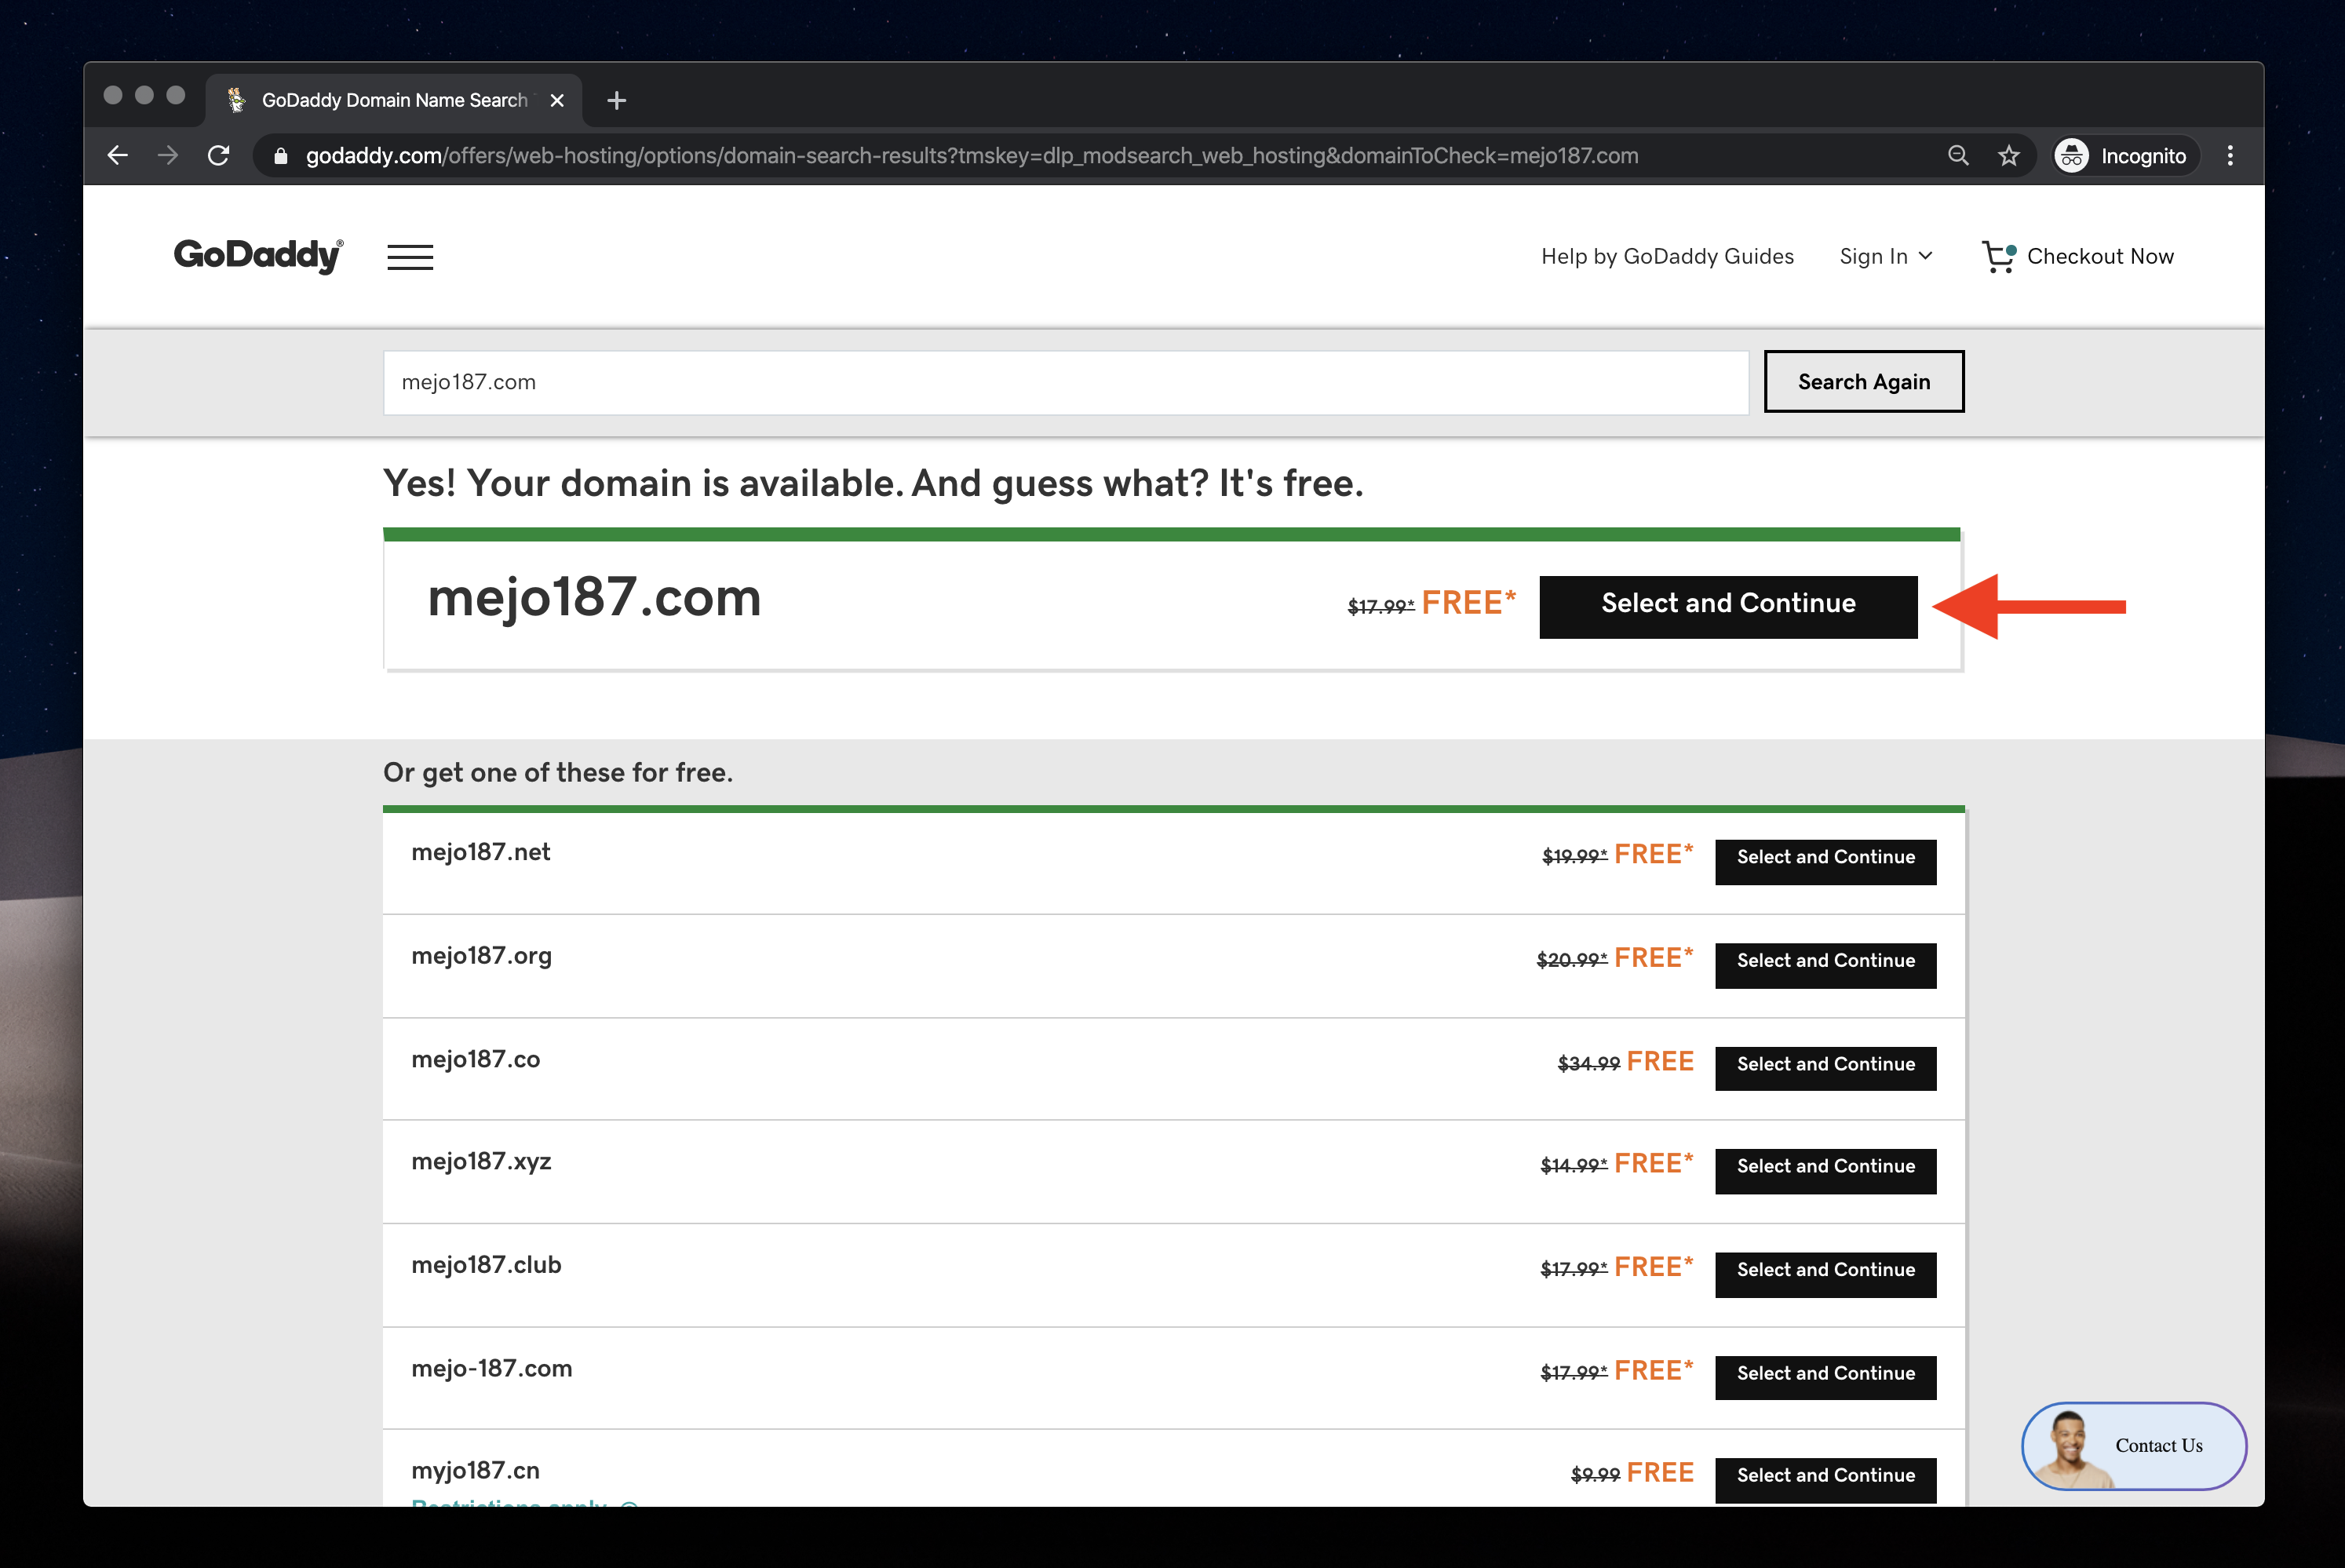 GoDaddy Domain Name Search
godaddy.com/offers/web-hosting/options/domain-search-results?tmskey=dlp_modsearch_web_hosting&domainToCheck=mejo187.com
Incognito
GoDaddy®
Help by GoDaddy Guides
Sign In
Checkout Now
mejo187.com
Search Again
Yes! Your domain is available. And guess what? It's free.
mejo187.com
$17.99* FREE*
Select and Continue
Or get one of these for free.
mejo187.net
$19.99* FREE*
Select and Continue
mejo187.org
$20.99* FREE*
Select and Continue
mejo187.co
$34.99 FREE
Select and Continue
mejo187.xyz
$14.99* FREE*
Select and Continue
mejo187.club
$17.99* FREE*
Select and Continue
mejo-187.com
$17.99* FREE*
Select and Continue
myjo187.cn
$9.99 FREE
Select and Continue
Restrictions apply.
Contact Us